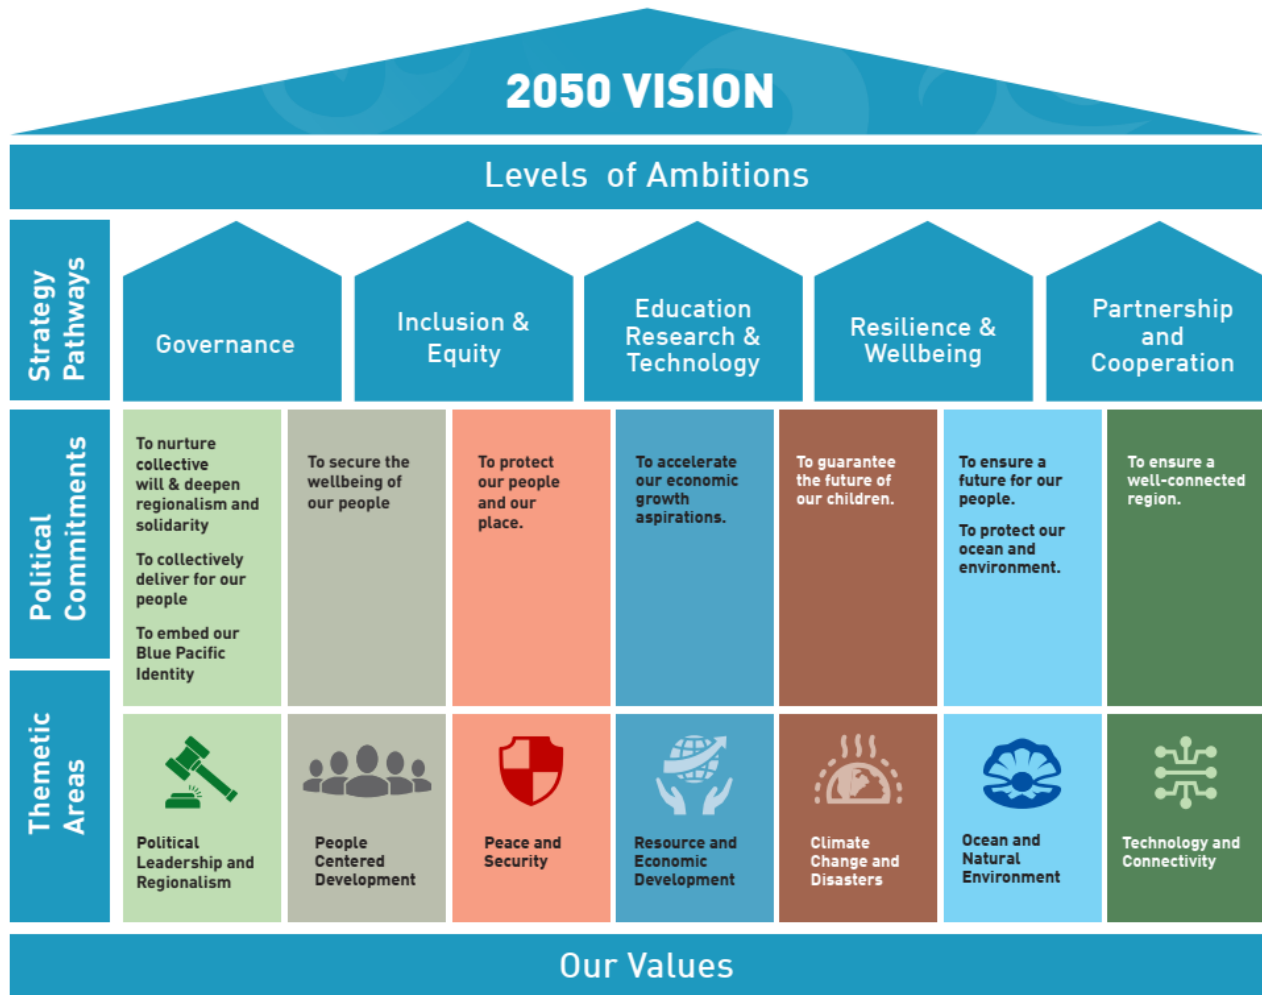 2050 VISION
Levels of Ambitions
Strategy
Pathways
Governance
Inclusion &
Equity
Education
Research &
Technology
Resilience &
Wellbeing
Partnership
and
Cooperation
Political
Commitments
To nurture
collective
will & deepen
regionalism and
solidarity
To collectively
deliver for our
people
To embed our
Blue Pacific
Identity
To secure the
wellbeing of
our people
To protect
our people
and our
place.
To accelerate
our economic
growth
aspirations.
To guarantee
the future of
our children.
To ensure a
future for our
people.
To protect our
ocean and
environment.
To ensure a
well-connected
region.
Themetic
Areas
Political
Leadership and
Regionalism
People
Centered
Development
Peace and
Security
Resource and
Economic
Development
Climate
Change and
Disasters
Ocean and
Natural
Environment
Technology and
Connectivity
Our Values